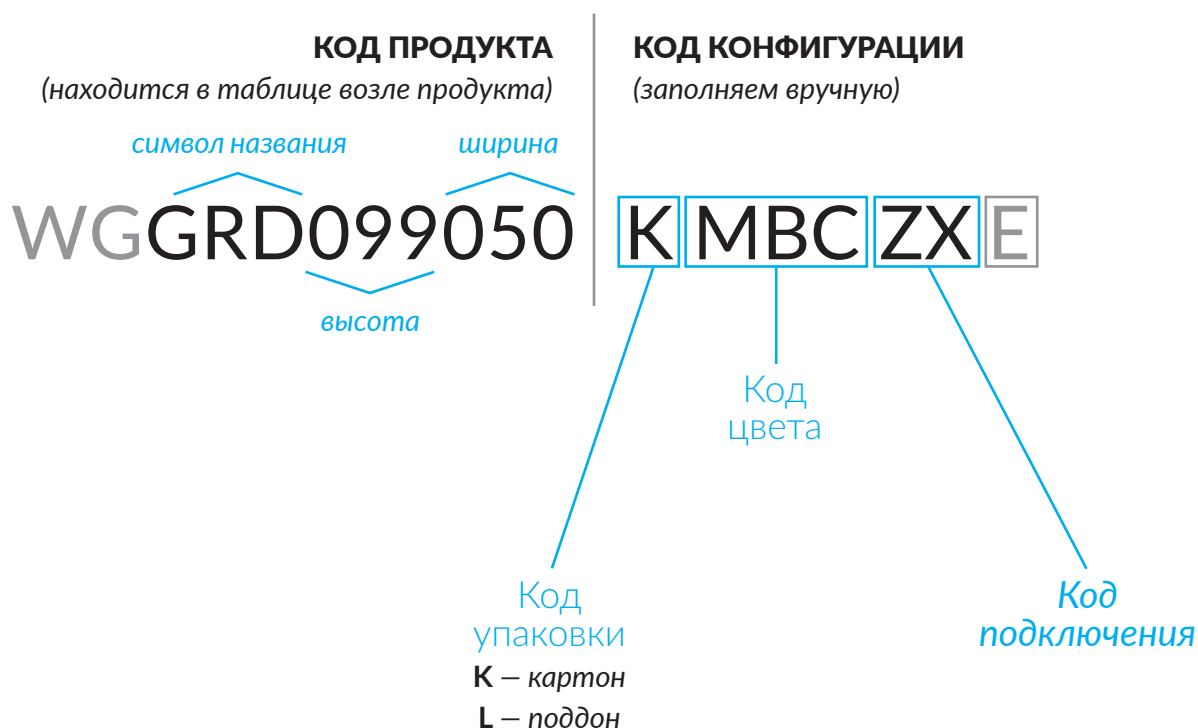 КОД ПРОДУКТА
(находится в таблице возле продукта)
КОД КОНФИГУРАЦИИ
(заполняем вручную)
символ названия
ширина
WGGRD099050
K MBC ZX E
высота
Код
цвета
Код
упаковки
K – картон
L – поддон
Код
подключения